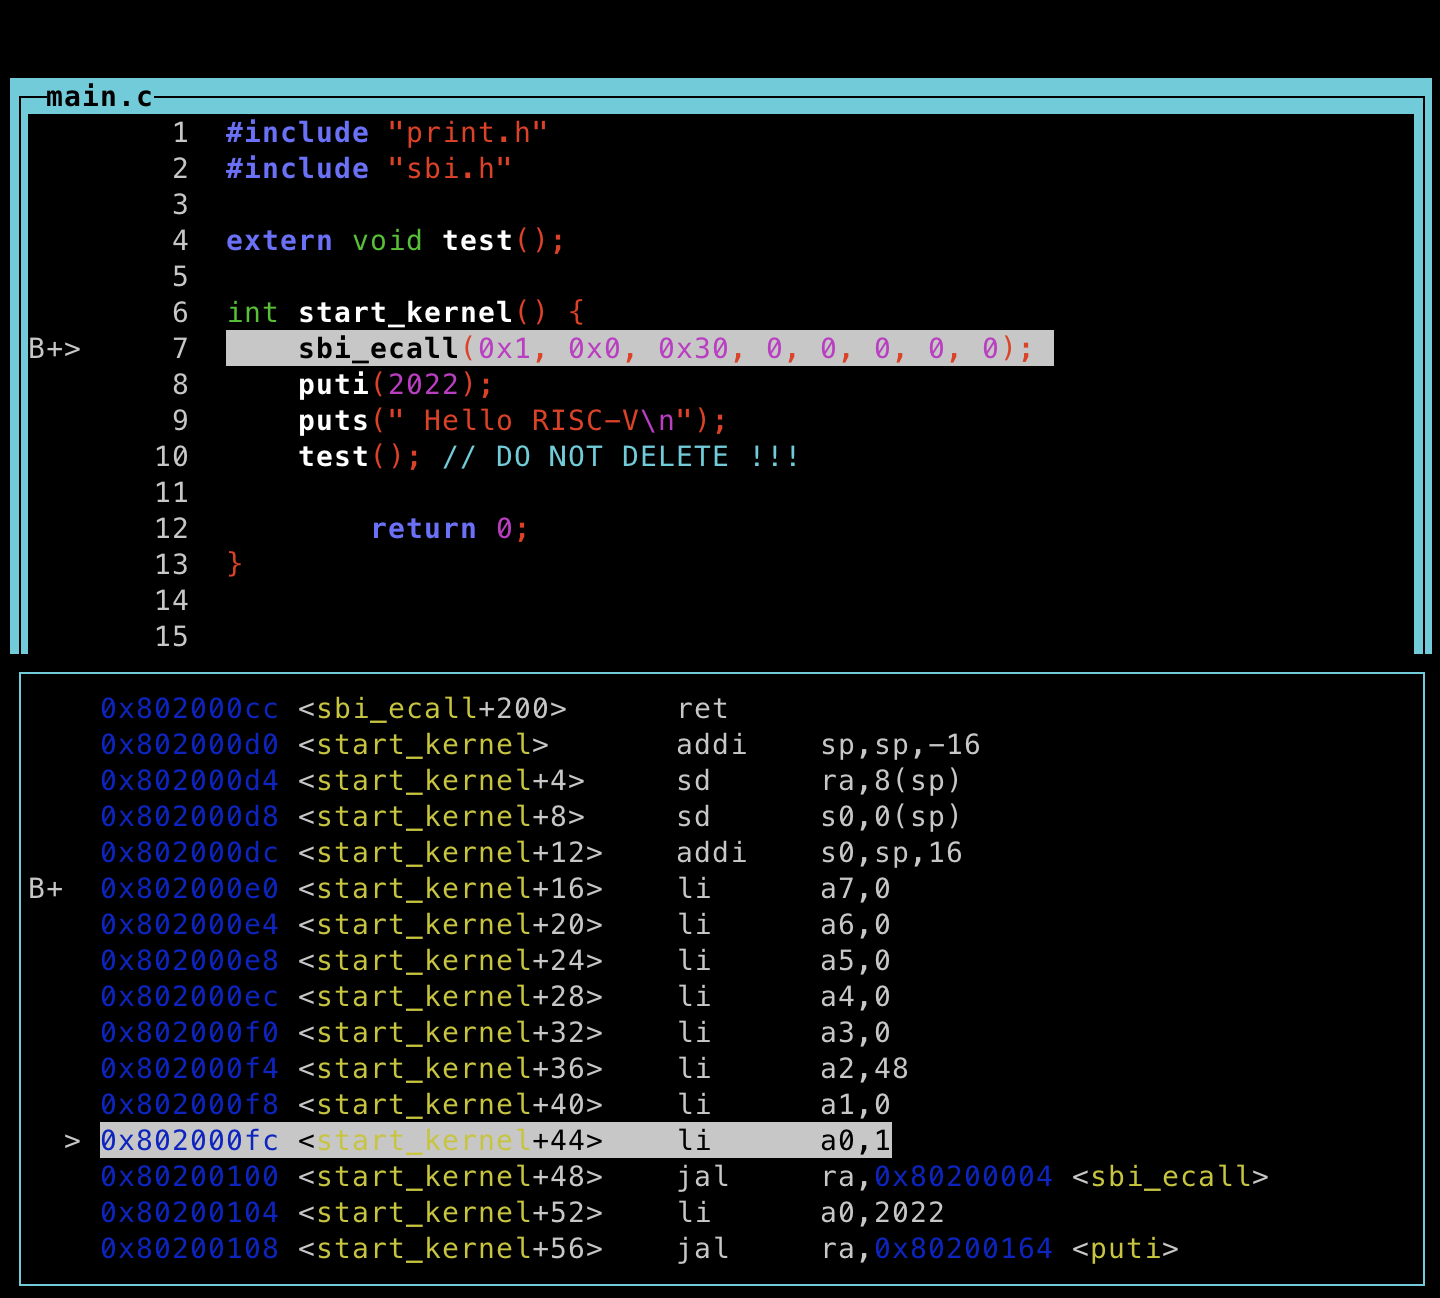 main.c
1 #include "print.h"
2 #include "sbi.h"
3
4 extern void test();
5
6 int start_kernel() {
B+> 7     sbi_ecall(0x1, 0x0, 0x30, 0, 0, 0, 0, 0);
8     puti(2022);
9     puts(" Hello RISC-V\n");
10     test(); // DO NOT DELETE !!!
11
12         return 0;
13 }
14
15
0x802000cc <sbi_ecall+200>      ret
0x802000d0 <start_kernel>       addi    sp,sp,-16
0x802000d4 <start_kernel+4>     sd      ra,8(sp)
0x802000d8 <start_kernel+8>     sd      s0,0(sp)
0x802000dc <start_kernel+12>    addi    s0,sp,16
B+ 0x802000e0 <start_kernel+16>    li      a7,0
0x802000e4 <start_kernel+20>    li      a6,0
0x802000e8 <start_kernel+24>    li      a5,0
0x802000ec <start_kernel+28>    li      a4,0
0x802000f0 <start_kernel+32>    li      a3,0
0x802000f4 <start_kernel+36>    li      a2,48
0x802000f8 <start_kernel+40>    li      a1,0
> 0x802000fc <start_kernel+44>    li      a0,1
0x80200100 <start_kernel+48>    jal     ra,0x80200004 <sbi_ecall>
0x80200104 <start_kernel+52>    li      a0,2022
0x80200108 <start_kernel+56>    jal     ra,0x80200164 <puti>